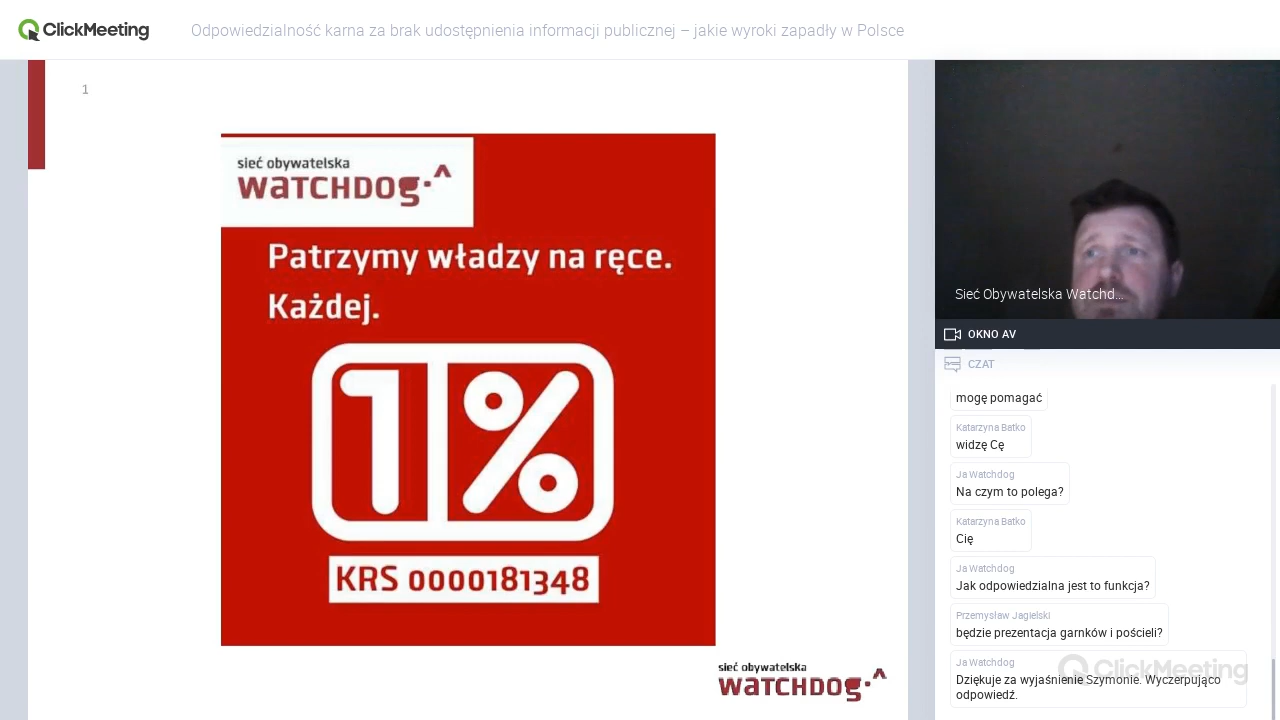 ClickMeeting
Odpowiedzialność karna za brak udostępnienia informacji publicznej – jakie wyroki zapadły w Polsce
1
sieć obywatelska
WATCHDOG
Patrzymy władzy na ręce.
Każdej.
1%
KRS 0000181348
sieć obywatelska
WATCHDOG
Sieć Obywatelska Watchd...
OKNO AV
CZAT
mogę pomagać
Katarzyna Batko
widzę Cę
Ja Watchdog
Na czym to polega?
Katarzyna Batko
Cię
Ja Watchdog
Jak odpowiedzialna jest to funkcja?
Przemysław Jagielski
będzie prezentacja garnków i pościeli?
Ja Watchdog
Dziękuje za wyjaśnienie Szymonie. Wyczerpująco
odpowiedź.
ClickMeeting